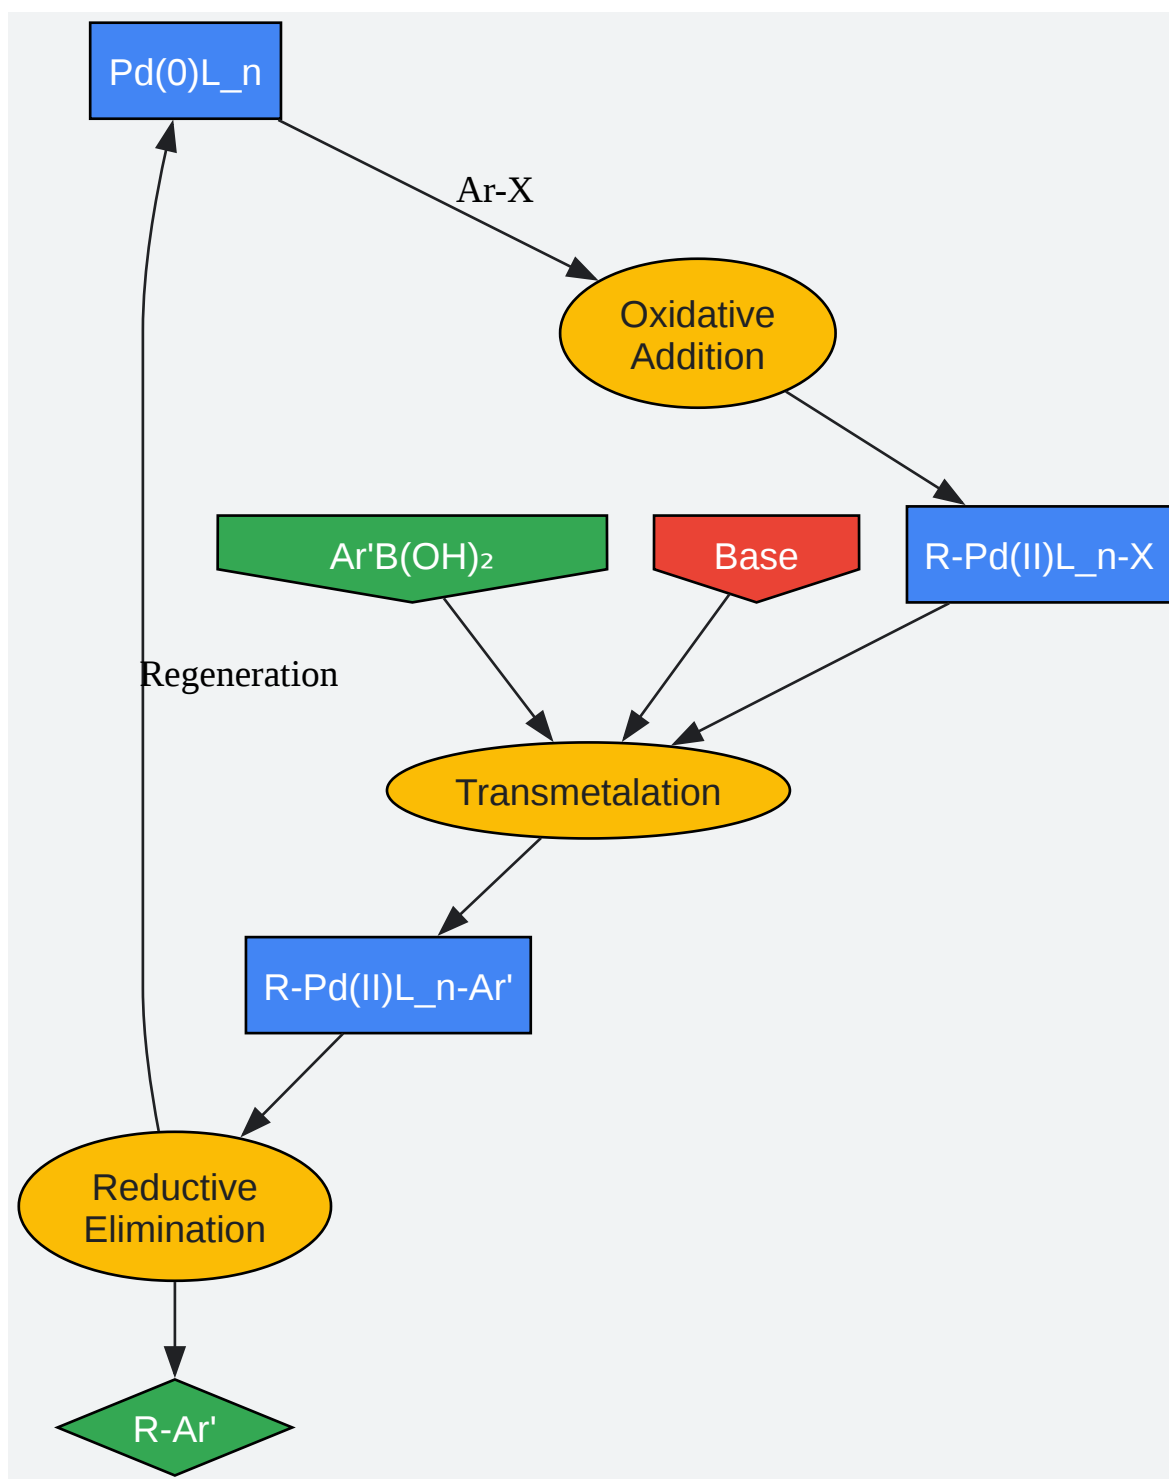 Pd(0)L_n
Ar-X
Oxidative
Addition
Ar'B(OH)₂
Base
R-Pd(II)L_n-X
Regeneration
Transmetalation
R-Pd(II)L_n-Ar'
Reductive
Elimination
R-Ar'